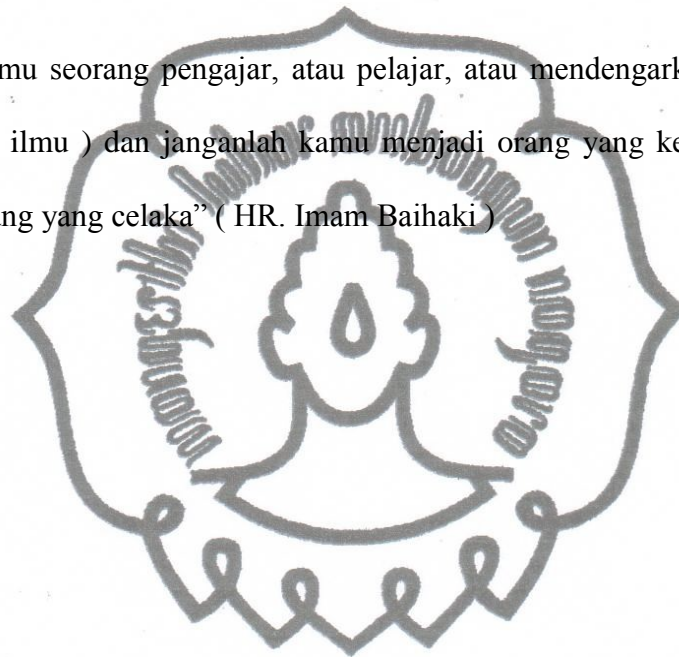 mu seorang pengajar, atau pelajar, atau mendengark
ilmu ) dan janganlah kamu menjadi orang yang ke
ang yang celaka” ( HR. Imam Baihaki )